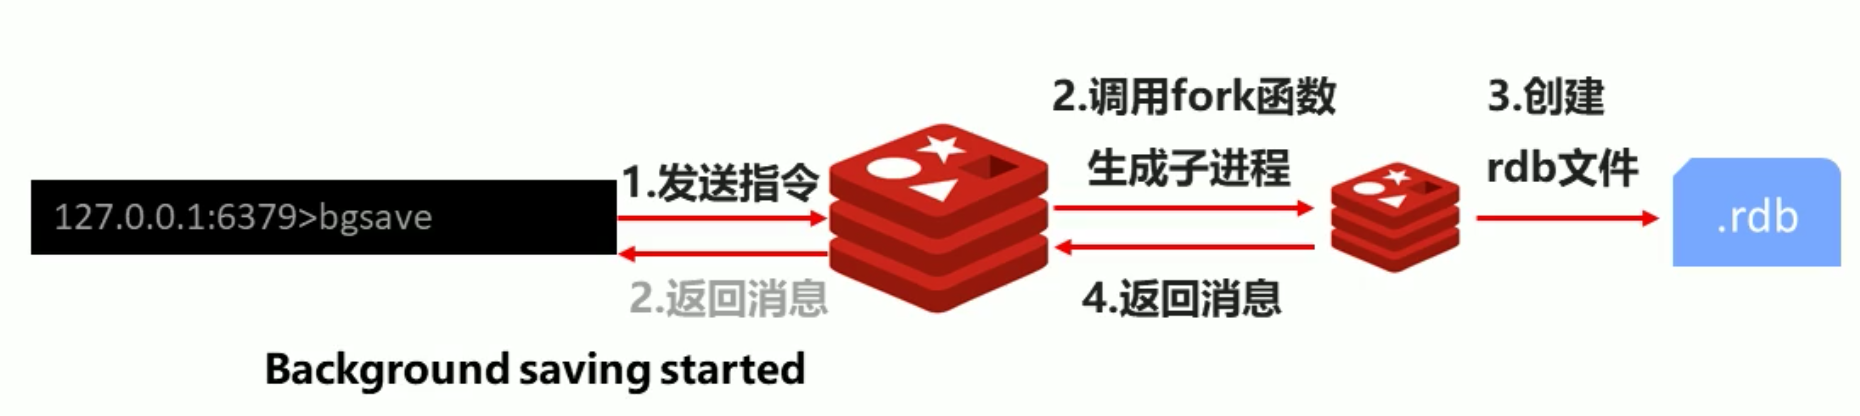 127.0.0.1:6379>bgsave
1.发送指令
2.返回消息
Background saving started
2.调用fork函数
生成子进程
4.返回消息
3.创建
rdb文件
.rdb